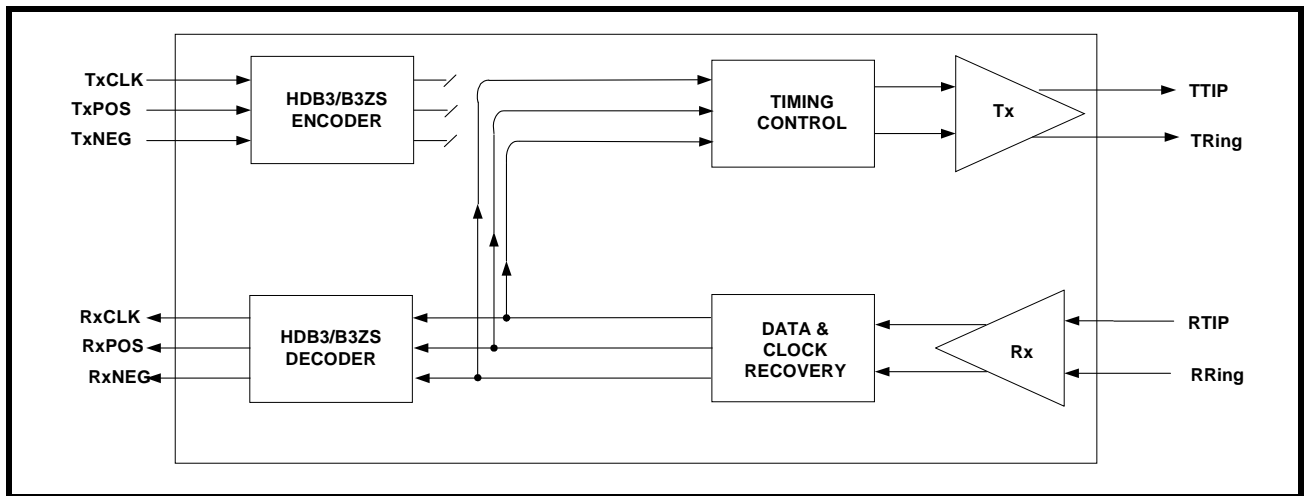 TxCLK
TxPOS
TxNEG
HDB3/B3ZS
ENCODER
TIMING
CONTROL
Tx
TTIP
TRing
RxCLK
RxPOS
RxNEG
HDB3/B3ZS
DECODER
DATA &
CLOCK
RECOVERY
Rx
RTIP
RRing